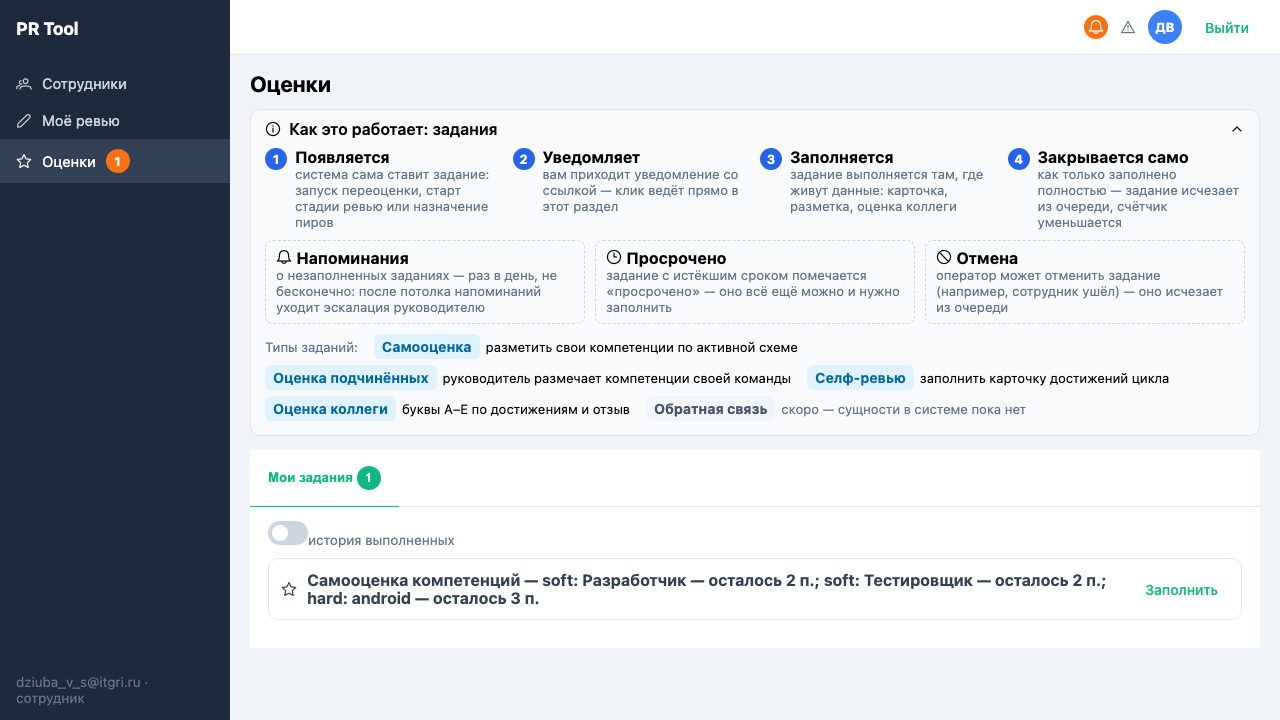 PR Tool
ДВ
Выйти
Сотрудники
Моё ревью
Оценки 1
dziuba_v_s@itgri.ru ·
сотрудник
Оценки
Как это работает: задания
1 Появляется
система сама ставит задание:
запуск переоценки, старт
стадии ревью или назначение
пиров
2 Уведомляет
вам приходит уведомление со
ссылкой — клик ведёт прямо в
этот раздел
3 Заполняется
задание выполняется там, где
живут данные: карточка,
разметка, оценка коллеги
4 Закрывается само
как только заполнено
полностью — задание исчезает
из очереди, счётчик
уменьшается
Напоминания
о незаполненных заданиях — раз в день, не
бесконечно: после потолка напоминаний
уходит эскалация руководителю
Просрочено
задание с истёкшим сроком помечается
«просрочено» — оно всё ещё можно и нужно
заполнить
Отмена
оператор может отменить задание
(например, сотрудник ушёл) — оно исчезает
из очереди
Типы заданий: Самооценка разметить свои компетенции по активной схеме
Оценка подчинённых руководитель размечает компетенции своей команды Селф-ревью заполнить карточку достижений цикла
Оценка коллеги буквы A–E по достижениям и отзыв Обратная связь скоро — сущности в системе пока нет
Мои задания 1
история выполненных
Самооценка компетенций — soft: Разработчик — осталось 2 п.; soft: Тестировщик — осталось 2 п.;
hard: android — осталось 3 п.
Заполнить